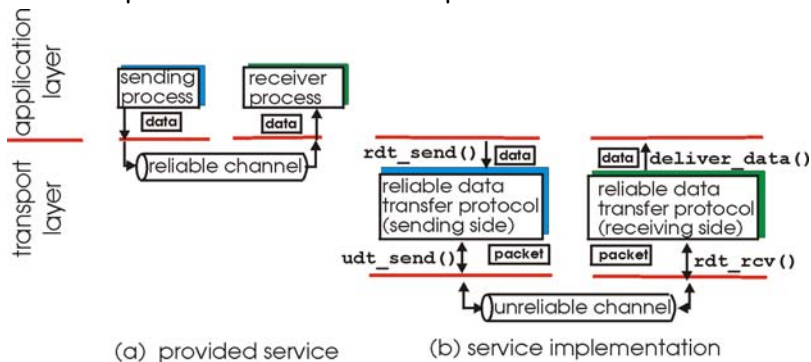 application
layer
transport
layer
sending
process
data
receiver
process
data
reliable channel
rdt_send()
data
reliable data
transfer protocol
(sending side)
udt_send()
packet
data
deliver_data()
reliable data
transfer protocol
(receiving side)
packet
rdt_rcv()
unreliable channel
(a) provided service
(b) service implementation